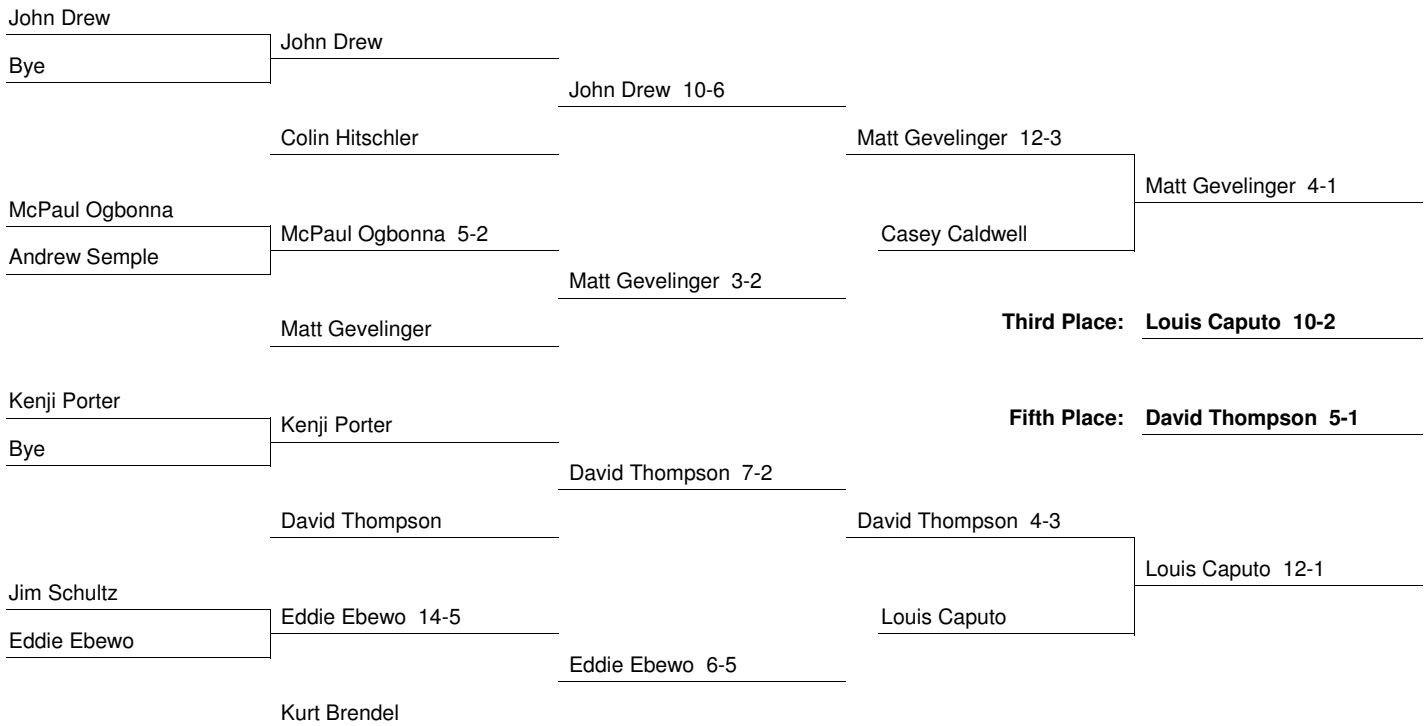 John Drew
Bye
John Drew
John Drew 10-6
Colin Hitschler
Matt Gevelinger 12-3
Matt Gevelinger 4-1
McPaul Ogbonna
Andrew Semple
McPaul Ogbonna 5-2
Casey Caldwell
Matt Gevelinger 3-2
Matt Gevelinger
Third Place: Louis Caputo 10-2
Kenji Porter
Bye
Kenji Porter
Fifth Place: David Thompson 5-1
David Thompson 7-2
David Thompson
David Thompson 4-3
Louis Caputo 12-1
Jim Schultz
Eddie Ebewo
Eddie Ebewo 14-5
Louis Caputo
Eddie Ebewo 6-5
Kurt Brendel